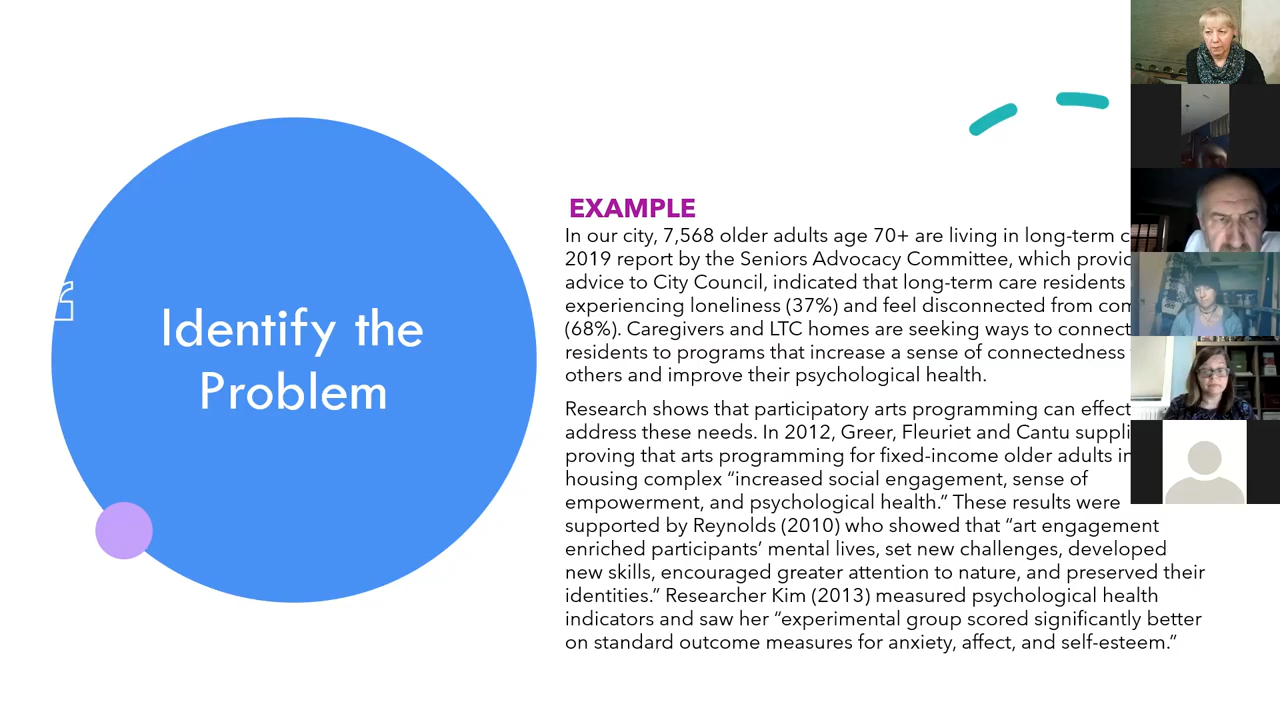 Identify the
Problem
EXAMPLE
In our city, 7,568 older adults age 70+ are living in long-term
2019 report by the Seniors Advocacy Committee, which
advice to City Council, indicated that long-term care residents
experiencing loneliness (37%) and feel disconnected from
(68%). Caregivers and LTC homes are seeking ways to connect
residents to programs that increase a sense of connectedness
others and improve their psychological health.
Research shows that participatory arts programming can
address these needs. In 2012, Greer, Fleuriet and Cantu
proving that arts programming for fixed-income older adults in
housing complex “increased social engagement, sense of
empowerment, and psychological health.” These results were
supported by Reynolds (2010) who showed that “art engagement
enriched participants’ mental lives, set new challenges, developed
new skills, encouraged greater attention to nature, and preserved their
identities.” Researcher Kim (2013) measured psychological health
indicators and saw her “experimental group scored significantly better
on standard outcome measures for anxiety, affect, and self-esteem.”